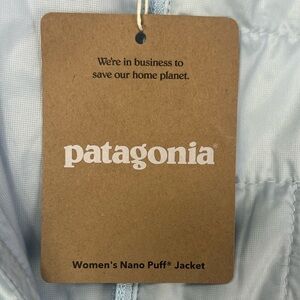 We're in business to
save our home planet.
patagonia®
Women's Nano Puff® Jacket